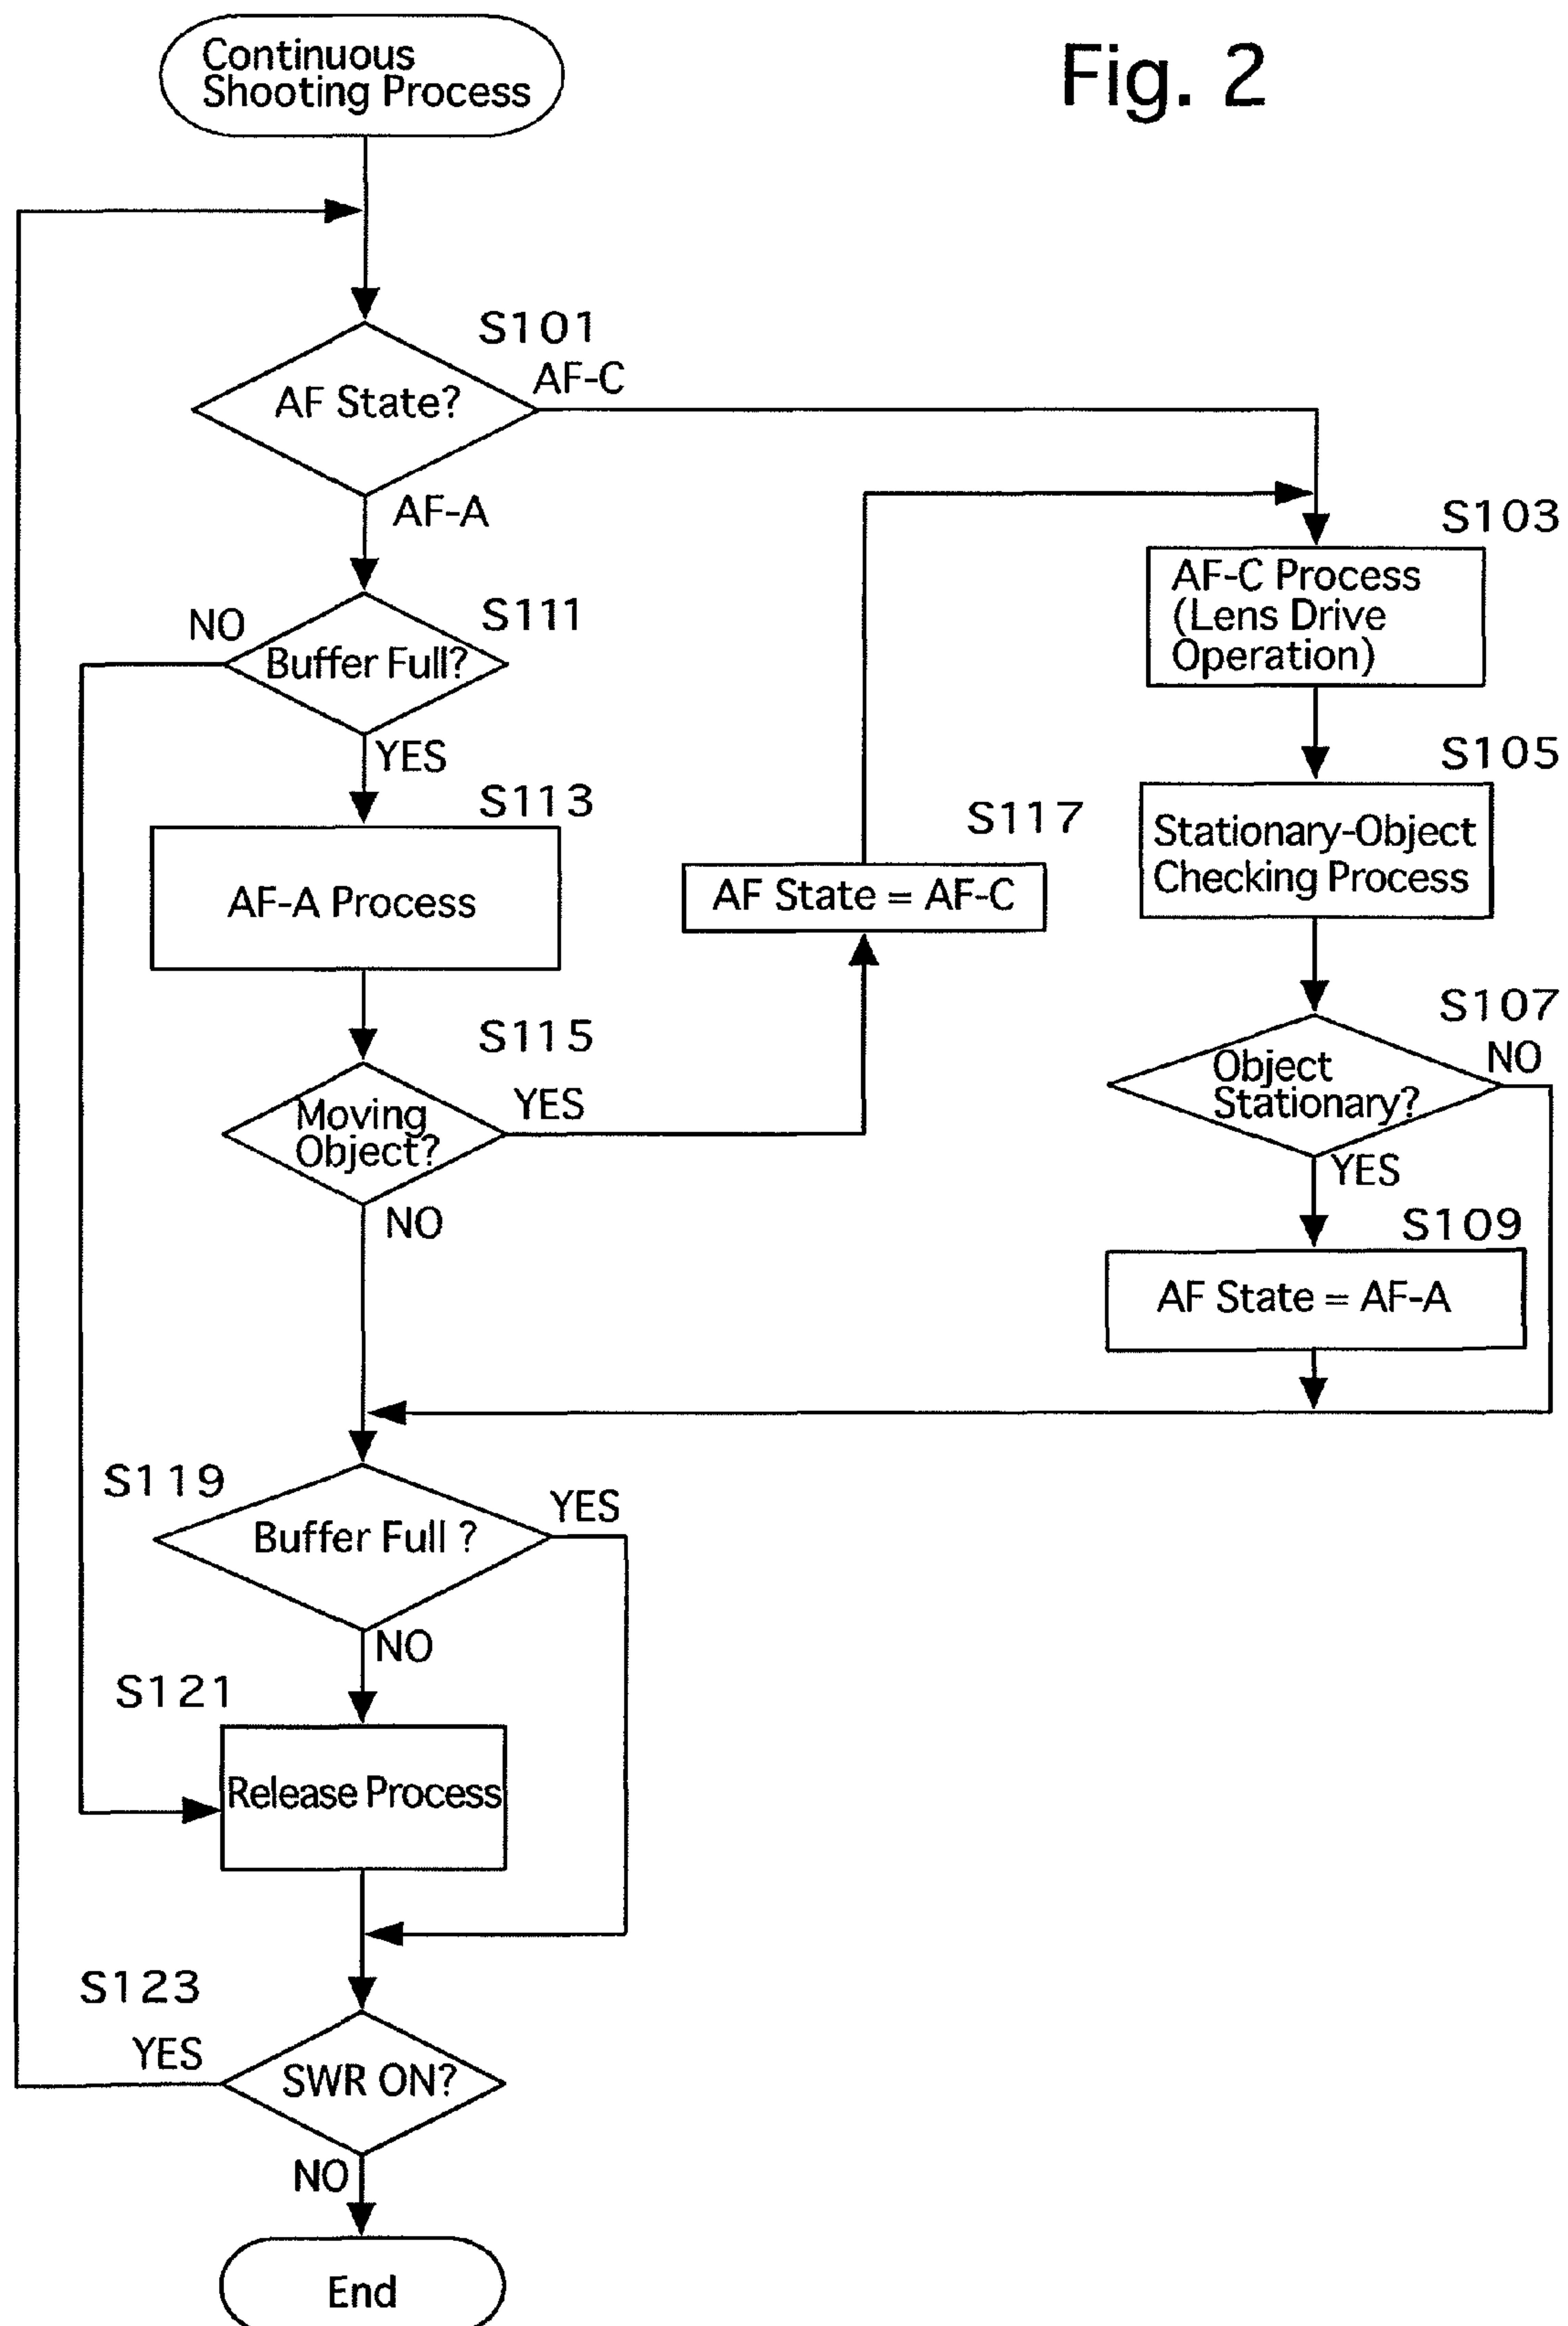 Continuous
Shooting Process
Fig. 2
S101
AF State?
AF-C
AF-A
S103
AF-C Process
(Lens Drive
Operation)
NO
S111
Buffer Full?
YES
S105
Stationary-Object
Checking Process
S113
AF-A Process
S117
AF State = AF-C
S107
Object
Stationary?
NO
YES
S115
Moving
Object?
YES
NO
S109
AF State = AF-A
S119
Buffer Full ?
YES
NO
S121
Release Process
S123
YES
SWR ON?
NO
End